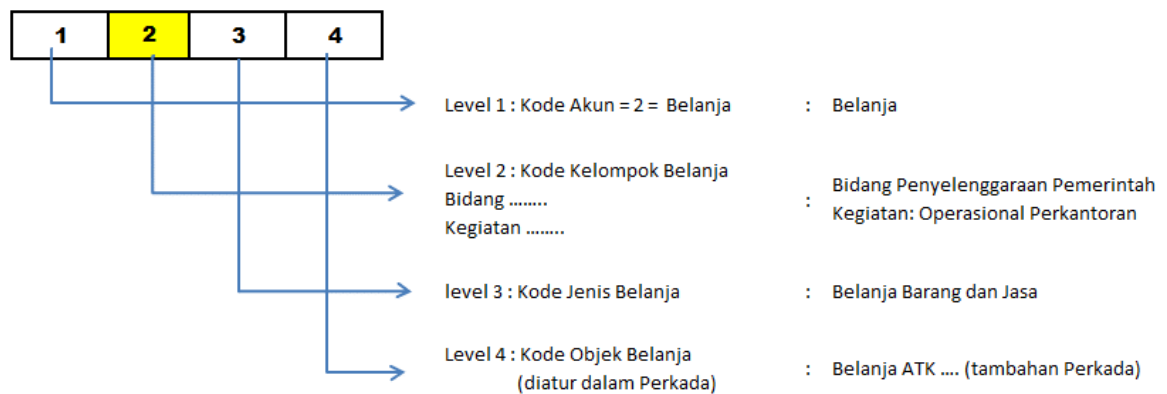 1 2 3 4
Level 1 : Kode Akun = 2 = Belanja : Belanja
Level 2 : Kode Kelompok Belanja
Bidang ........
Kegiatan ........
: Bidang Penyelenggaraan Pemerintah
Kegiatan: Operasional Perkantoran
level 3 : Kode Jenis Belanja : Belanja Barang dan Jasa
Level 4 : Kode Objek Belanja
(diatur dalam Perkada)
: Belanja ATK .... (tambahan Perkada)